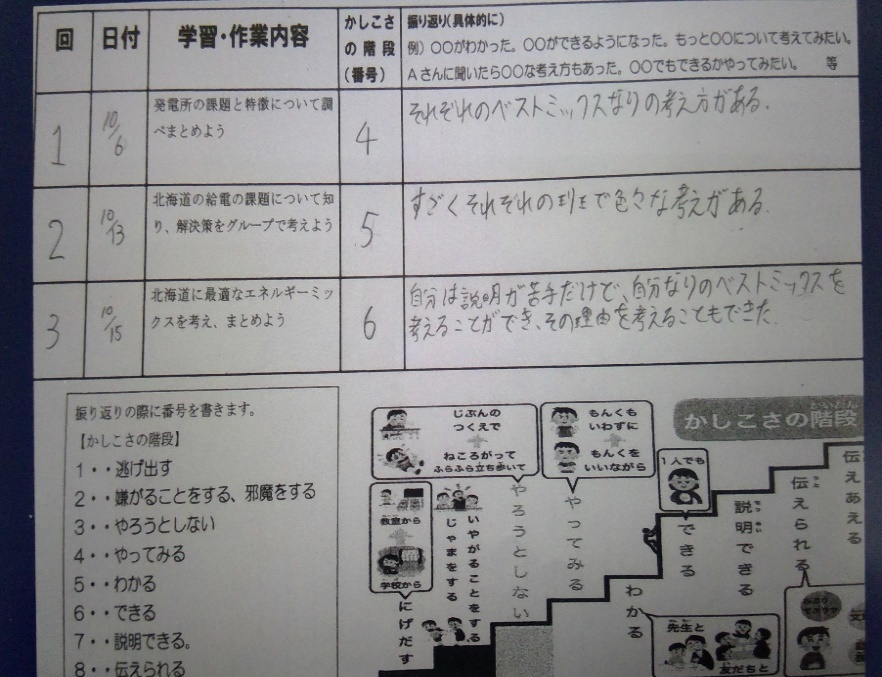 回
日付
学習・作業内容
かしこさ
の階段
(番号)
振り返り(具体的に)
例) 〇〇がわかった。〇〇ができるようになった。もっと〇〇について考えてみたい。
Aさんに聞いたら〇〇な考え方もあった。〇〇でもできるかやってみたい。 等
1
10/6
発電所の課題と特徴について調
べまとめよう
4
それぞれのベストミックスなりの考え方がある.
2
10/13
北海道の給電の課題について知
り、解決策をグループで考えよう
5
すごくそれぞれの班で色々な考えがある.
3
10/15
北海道に最適なエネルギーミッ
クスを考え、まとめよう
6
自分は説明が苦手だけで、自分なりのベストミックスを
考えることができ、その理由を考えることもできた.
振り返りの際に番号を書きます。
【かしこさの階段】
1・・逃げ出す
2・・嫌がることをする、邪魔をする
3・・やろうとしない
4・・やってみる
5・・わかる
6・・できる
7・・説明できる。
8・・伝えられる
かしこさの階段
じぶんの
つくえで
ねころがって
ふらふら立ち歩いて
もんくも
いわずに
もんくを
いいながら
1人でも
教室から
学校から
にげだす
いやがることをする
じゃまをする
やろうとしない
やってみる
わかる
できる
説明できる
伝えられる
伝えあえる
先生と
友だちと